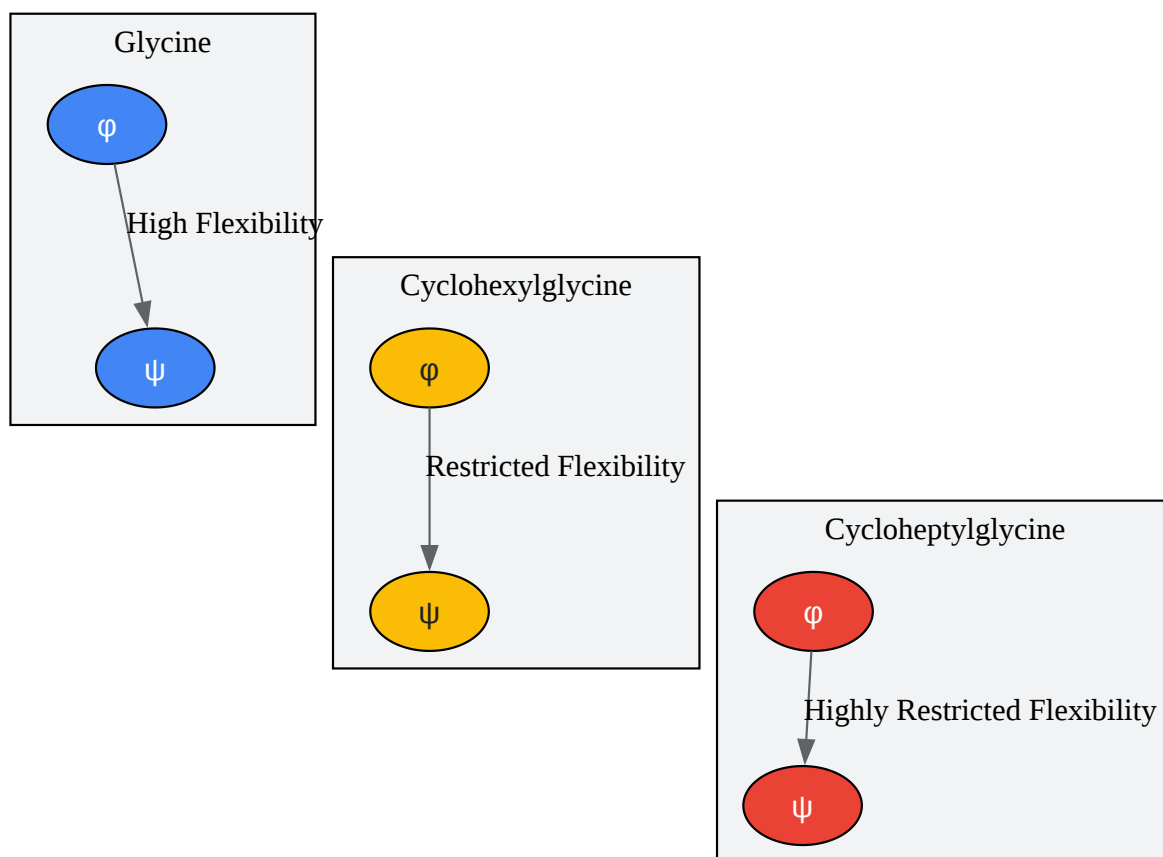 Glycine
φ
High Flexibility
ψ
Cyclohexylglycine
φ
Restricted Flexibility
ψ
Cycloheptylglycine
φ
Highly Restricted Flexibility
ψ